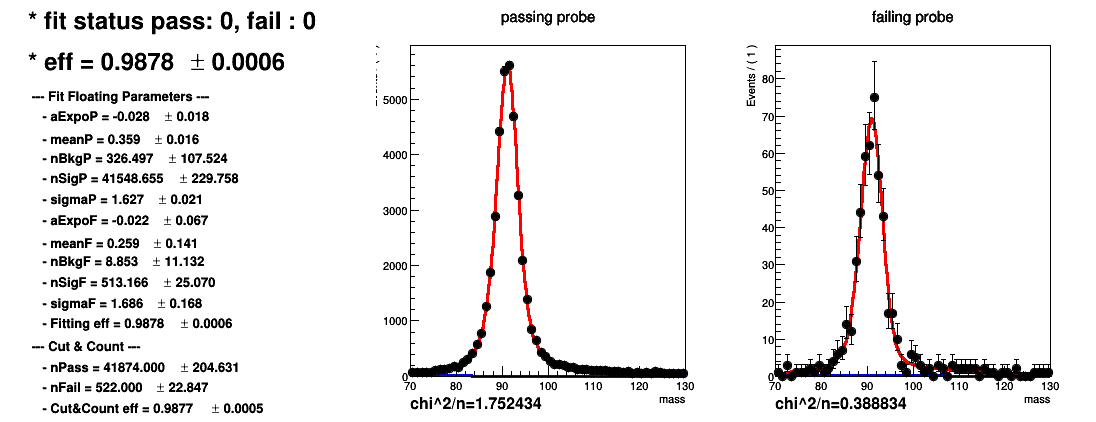 * fit status pass: 0, fail : 0
* eff = 0.9878 ± 0.0006
--- Fit Floating Parameters ---
- aExpoP = -0.028 ± 0.018
- meanP = 0.359 ± 0.016
- nBkgP = 326.497 ± 107.524
- nSigP = 41548.655 ± 229.758
- sigmaP = 1.627 ± 0.021
- aExpoF = -0.022 ± 0.067
- meanF = 0.259 ± 0.141
- nBkgF = 8.853 ± 11.132
- nSigF = 513.166 ± 25.070
- sigmaF = 1.686 ± 0.168
- Fitting eff = 0.9878 ± 0.0006
--- Cut & Count ---
- nPass = 41874.000 ± 204.631
- nFail = 522.000 ± 22.847
- Cut&Count eff = 0.9877 ± 0.0005
passing probe
5000
4000
3000
2000
1000
0
70 80 90 100 110 120 130
mass
chi^2/n=1.752434
failing probe
Events / ( 1 )
80
70
60
50
40
30
20
10
0
70 80 90 100 110 120 130
mass
chi^2/n=0.388834